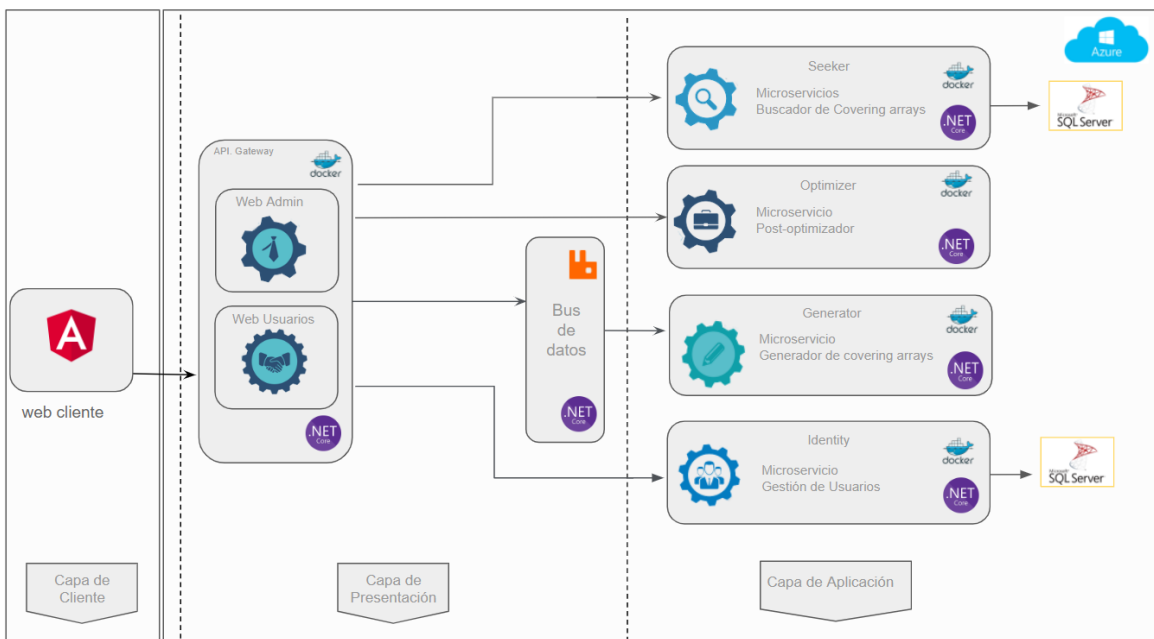 Azure
Seeker
docker
Microservicios
Buscador de Covering arrays
.NET
Core
Microsoft
SQL Server
API. Gateway
docker
Web Admin
Web Usuarios
.NET
Core
Optimizer
docker
Microservicio
Post-optimizador
.NET
Core
Bus
de
datos
.NET
Core
Generator
docker
Microservicio
Generador de covering arrays
.NET
Core
web cliente
Identity
docker
Microservicio
Gestión de Usuarios
.NET
Core
Microsoft
SQL Server
Capa de
Cliente
Capa de
Presentación
Capa de Aplicación